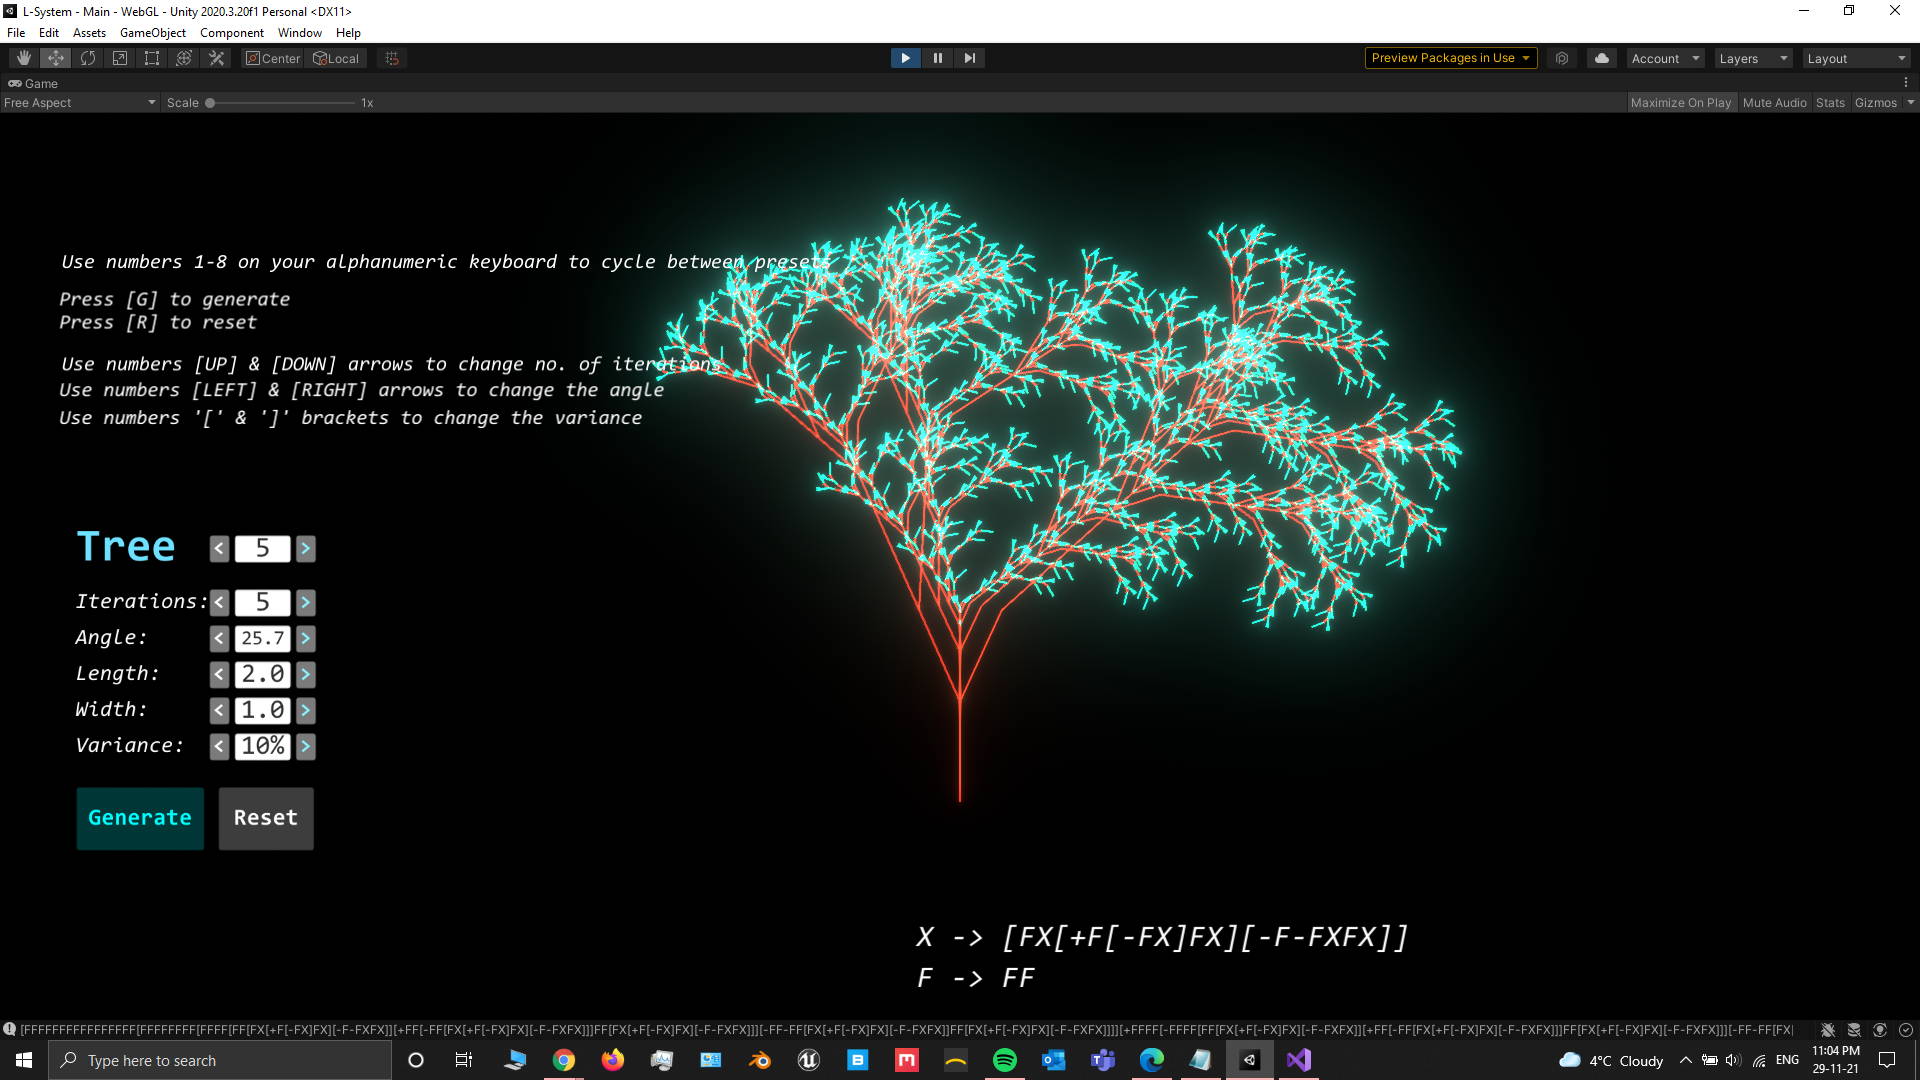 L-System - Main - WebGL - Unity 2020.3.20f1 Personal <DX11>
File Edit Assets GameObject Component Window Help
Center Local Preview Packages in Use Account Layers Layout
Game
Free Aspect Scale 1x Maximize On Play Mute Audio Stats Gizmos
Use numbers 1-8 on your alphanumeric keyboard to cycle between presets
Press [G] to generate
Press [R] to reset
Use numbers [UP] & [DOWN] arrows to change no. of iterations
Use numbers [LEFT] & [RIGHT] arrows to change the angle
Use numbers '[' & ']' brackets to change the variance
Tree < 5 >
Iterations: < 5 >
Angle: < 25.7 >
Length: < 2.0 >
Width: < 1.0 >
Variance: < 10% >
Generate Reset
X -> [FX[+F[-FX]FX][-F-FXFX]]
F -> FF
[FFFFFFFFFFFFFFFF[FFFFFFFF[FFFF[FF[FX[+F[-FX]FX][-F-FXFX]][+FF[-FF[FX[+F[-FX]FX][-F-FXFX]]]FF[FX[+F[-FX]FX][-F-FXFX]]][-FF-FF[FX[+F[-FX]FX][-F-FXFX]]FF[FX[+F[-FX]FX][-F-FXFX]]]][+FFFF[-FFFF[FF[FX[+F[-FX]FX][-F-FXFX]][+FF[-FF[FX[+F[-FX]FX][-F-FXFX]]]FF[FX[+F[-FX]FX][-F-FXFX]]][-FF-FF[FX
Type here to search 4°C Cloudy ENG 11:04 PM
29-11-21